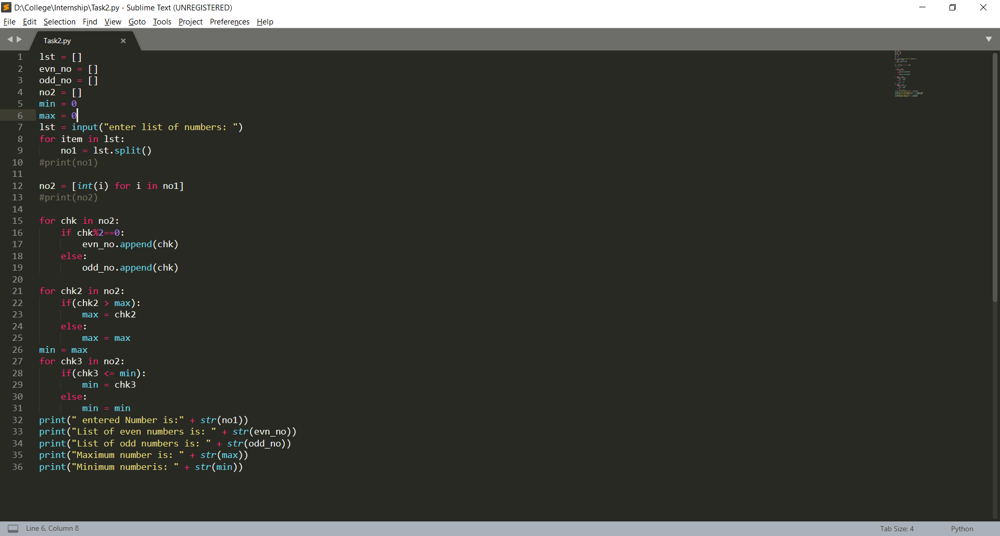 D:\College\Internship\Task2.py - Sublime Text (UNREGISTERED)
File Edit Selection Find View Goto Tools Project Preferences Help
Task2.py
1 lst = []
2 evn_no = []
3 odd_no = []
4 no2 = []
5 min = 0
6 max = 0
7 lst = input("enter list of numbers: ")
8 for item in lst:
9     no1 = lst.split()
10 #print(no1)
11
12 no2 = [int(i) for i in no1]
13 #print(no2)
14
15 for chk in no2:
16     if chk%2==0:
17         evn_no.append(chk)
18     else:
19         odd_no.append(chk)
20
21 for chk2 in no2:
22     if(chk2 > max):
23         max = chk2
24     else:
25         max = max
26 min = max
27 for chk3 in no2:
28     if(chk3 <= min):
29         min = chk3
30     else:
31         min = min
32 print(" entered Number is:" + str(no1))
33 print("List of even numbers is: " + str(evn_no))
34 print("List of odd numbers is: " + str(odd_no))
35 print("Maximum number is: " + str(max))
36 print("Minimum numberis: " + str(min))
Line 6, Column 8 Tab Size: 4 Python